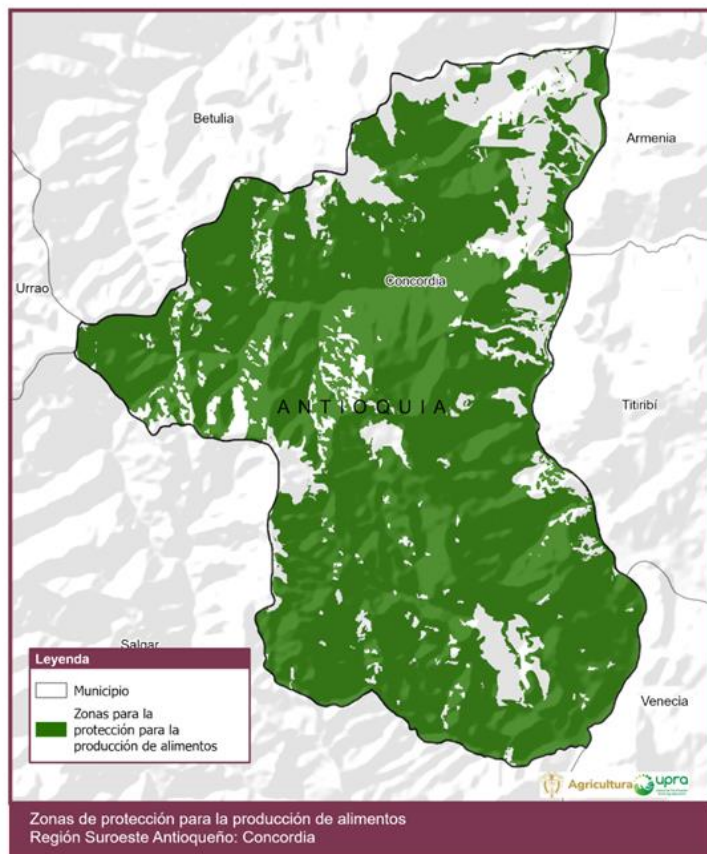 Betulia
Armenia
Urrao
Concordia
ANTIOQUIA
Titiribí
Salgar
Leyenda
Municipio
Zonas para la
protección para la
producción de alimentos
Venecia
Agricultura upra
Zonas de protección para la producción de alimentos
Región Suroeste Antioqueño: Concordia